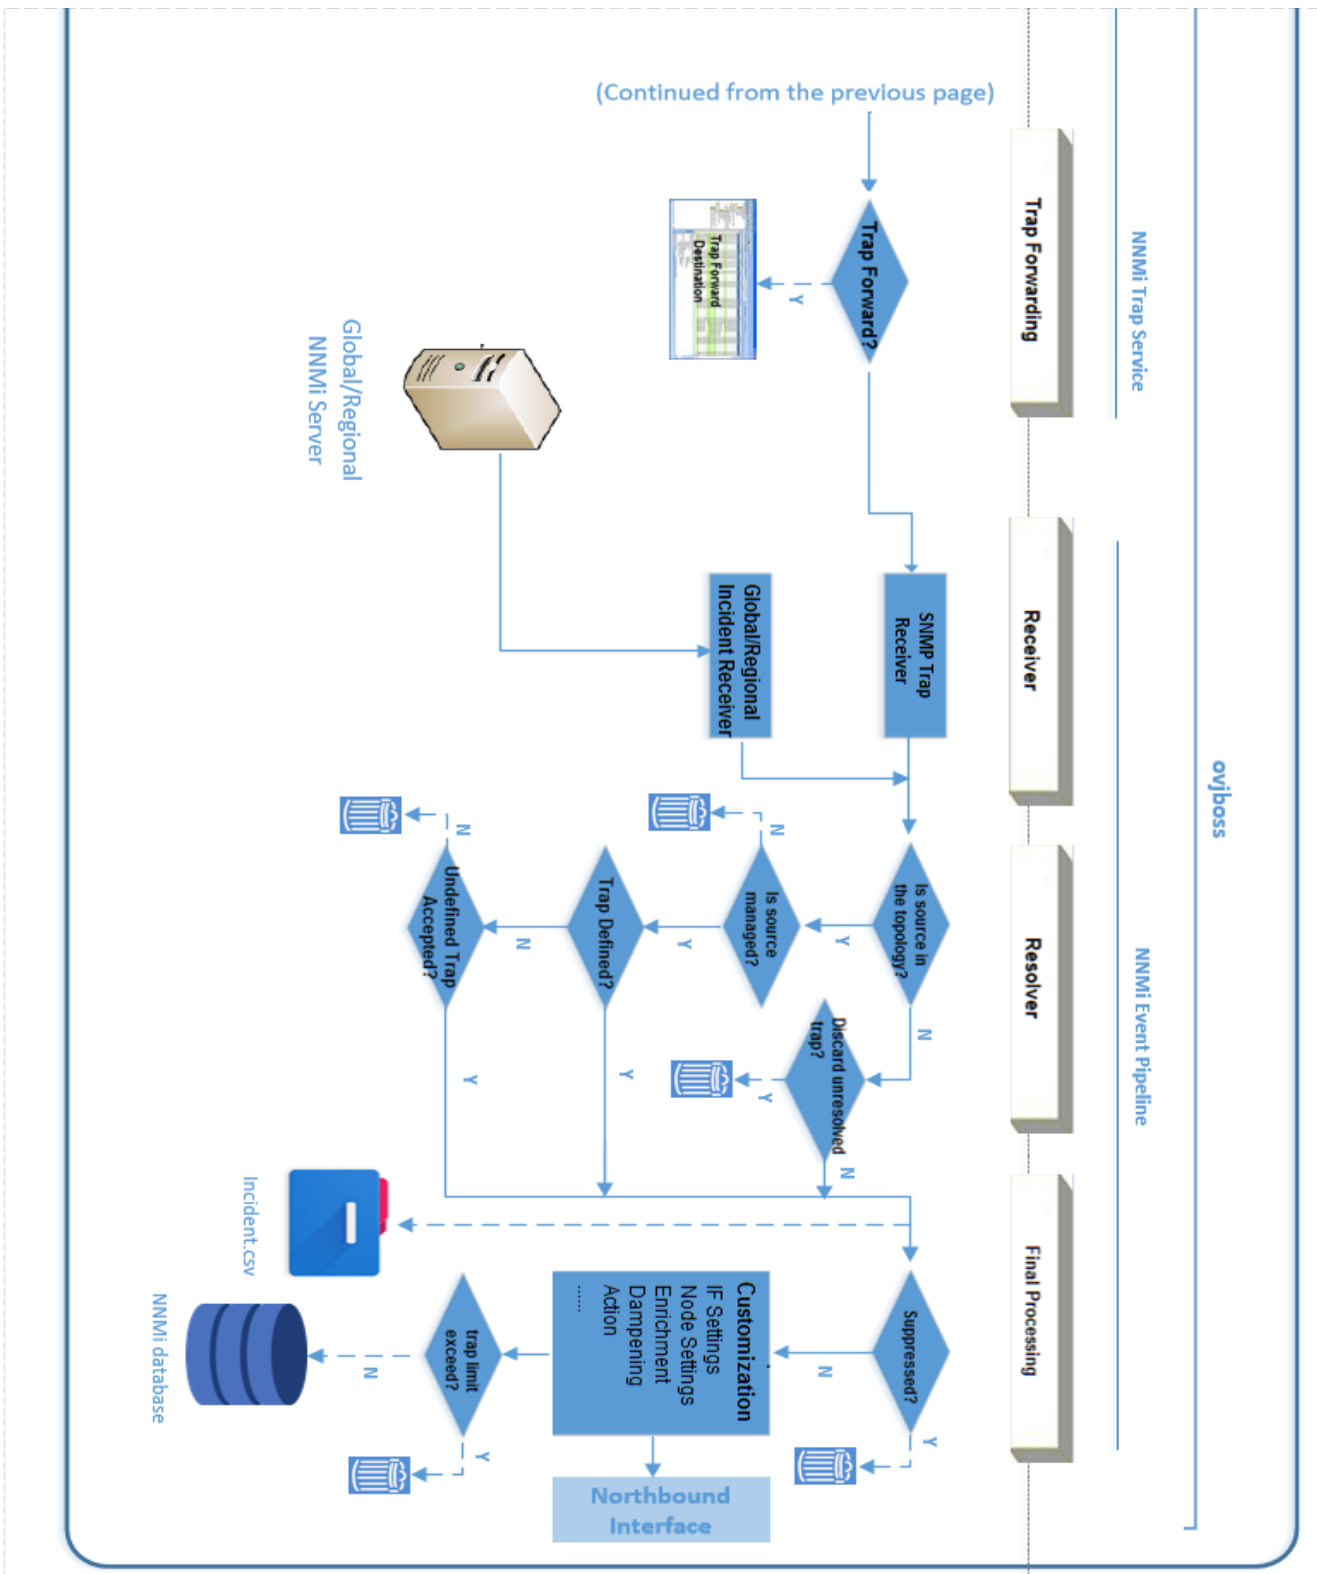 (Continued from the previous page)
ovjboss
NNMi Trap Service
NNMi Event Pipeline
Trap Forwarding
Receiver
Resolver
Final Processing
Trap Forward?
Y
Trap Forward
Destination
Global/Regional
NNMi Server
SNMP Trap
Receiver
Global/Regional
Incident Receiver
Is source in
the topology?
Y
N
Is source
managed?
N
Y
Trap Defined?
N
Y
Undefined Trap
Accepted?
N
Y
Discard unresolved
trap?
Y
N
Suppressed?
Y
N
Customization
IF Settings
Node Settings
Enrichment
Dampening
Action
......
Northbound
Interface
trap limit
exceed?
Y
N
Incident.csv
NNMi database